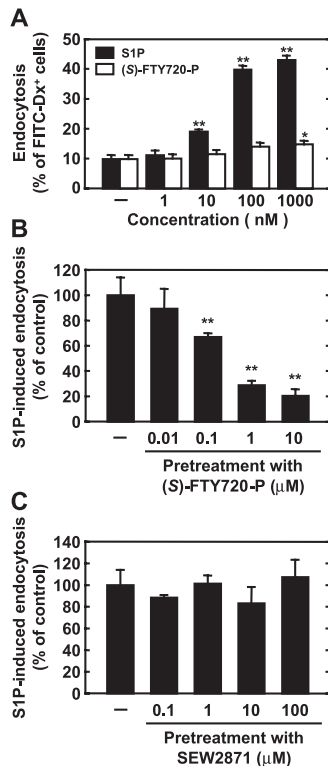 A
Endocytosis
(% of FITC-Dx⁺ cells)
50
40
30
20
10
0
S1P
(S)-FTY720-P
**
**
**
*
– 1 10 100 1000
Concentration ( nM )
B
S1P-induced endocytosis
(% of control)
120
100
80
60
40
20
0
**
**
**
– 0.01 0.1 1 10
Pretreatment with
(S)-FTY720-P (μM)
C
S1P-induced endocytosis
(% of control)
140
120
100
80
60
40
20
0
– 0.1 1 10 100
Pretreatment with
SEW2871 (μM)